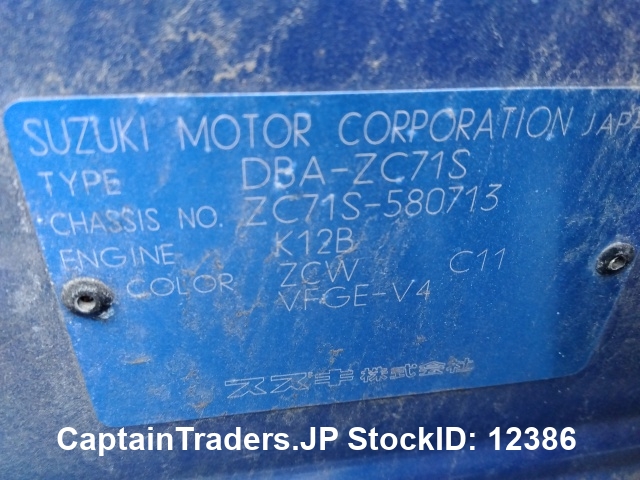 SUZUKI MOTOR CORPORATION JAPA
TYPE DBA-ZC71S
CHASSIS NO. ZC71S-580713
ENGINE K12B
COLOR ZCW C11
VFGE-V4
スズキ株式会社
CaptainTraders.JP StockID: 12386